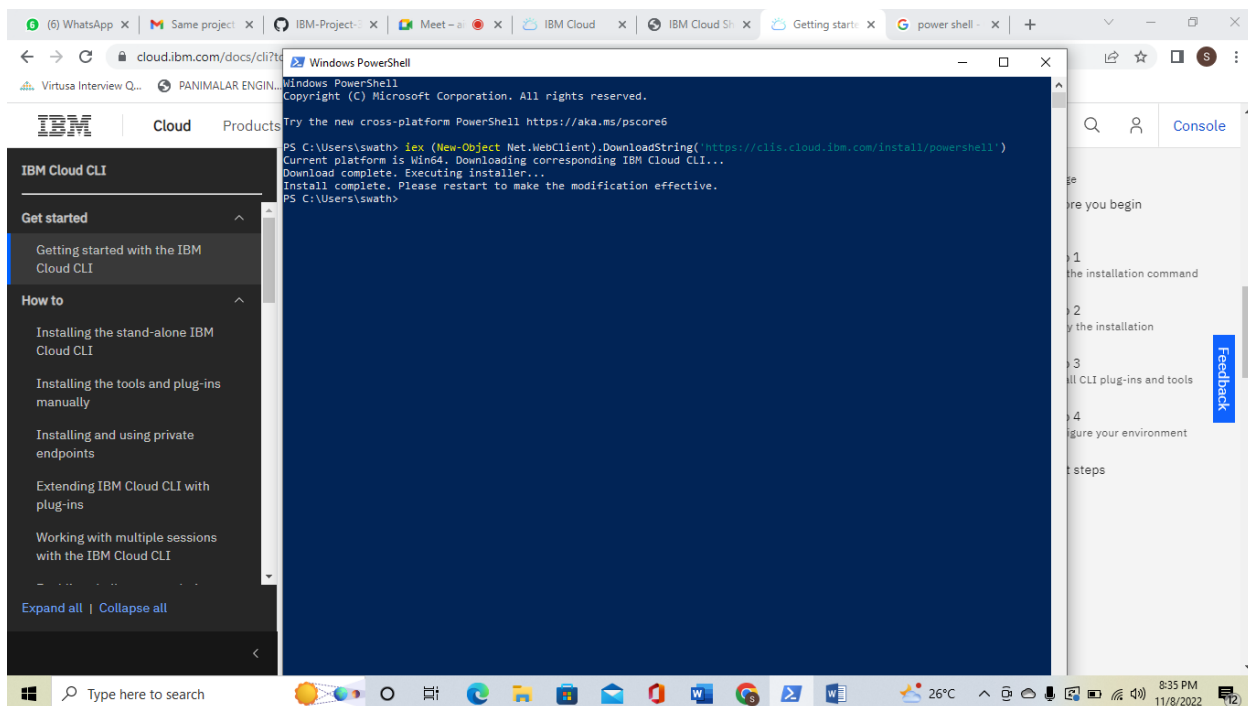 (6) WhatsApp
Same project
IBM-Project-
Meet – a
IBM Cloud
IBM Cloud Sh
Getting starte
power shell -
cloud.ibm.com/docs/cli?to
S
Virtusa Interview Q...
PANIMALAR ENGIN...
Windows PowerShell
Windows PowerShell
Copyright (C) Microsoft Corporation. All rights reserved.
Try the new cross-platform PowerShell https://aka.ms/pscore6
PS C:\Users\swath> iex (New-Object Net.WebClient).DownloadString('https://clis.cloud.ibm.com/install/powershell')
Current platform is Win64. Downloading corresponding IBM Cloud CLI...
Download complete. Executing installer...
Install complete. Please restart to make the modification effective.
PS C:\Users\swath>
IBM
Cloud
Products
Console
IBM Cloud CLI
Get started
Getting started with the IBM
Cloud CLI
How to
Installing the stand-alone IBM
Cloud CLI
Installing the tools and plug-ins
manually
Installing and using private
endpoints
Extending IBM Cloud CLI with
plug-ins
Working with multiple sessions
with the IBM Cloud CLI
Expand all | Collapse all
ge
ore you begin
1
the installation command
2
y the installation
3
all CLI plug-ins and tools
4
igure your environment
t steps
Feedback
Type here to search
26°C
8:35 PM
11/8/2022
12